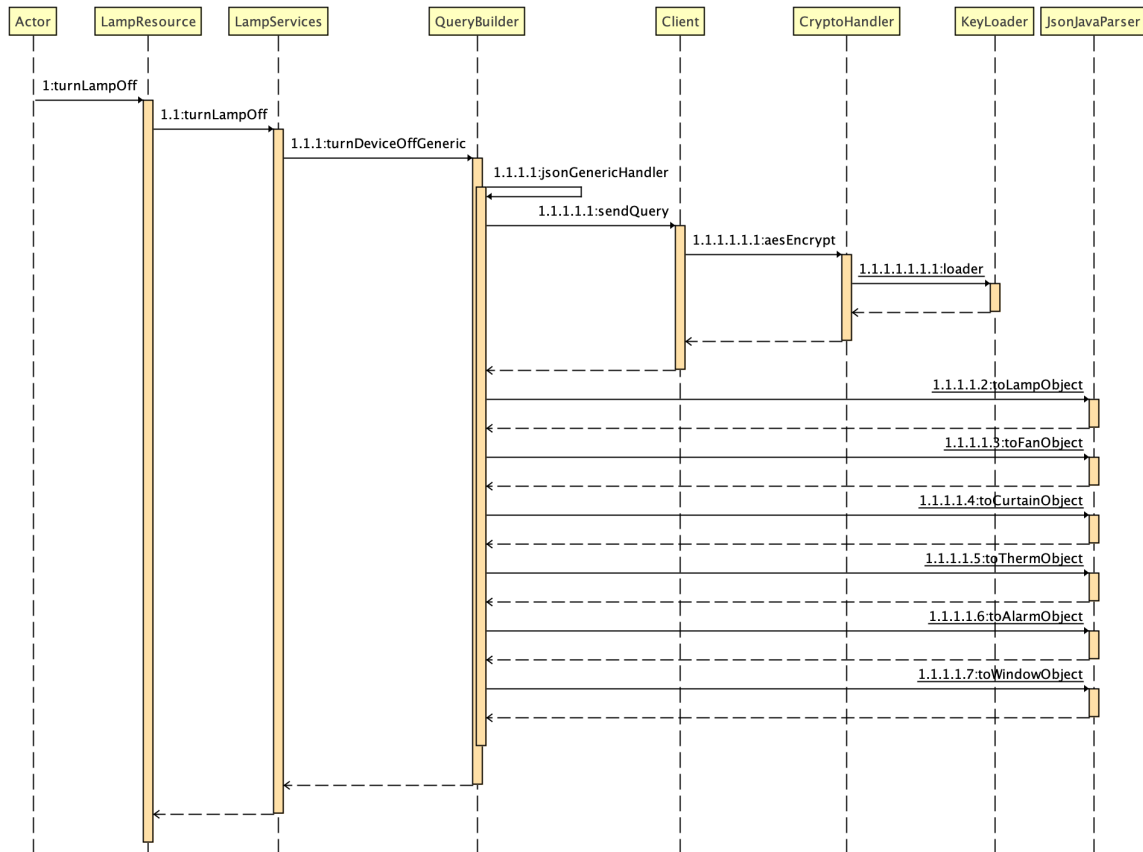 Actor LampResource LampServices QueryBuilder Client CryptoHandler KeyLoader JsonJavaParser
1:turnLampOff
1.1:turnLampOff
1.1.1:turnDeviceOffGeneric
1.1.1.1:jsonGenericHandler
1.1.1.1.1:sendQuery
1.1.1.1.1.1:aesEncrypt
1.1.1.1.1.1.1:loader
1.1.1.1.2:toLampObject
1.1.1.1.3:toFanObject
1.1.1.1.4:toCurtainObject
1.1.1.1.5:toThermObject
1.1.1.1.6:toAlarmObject
1.1.1.1.7:toWindowObject